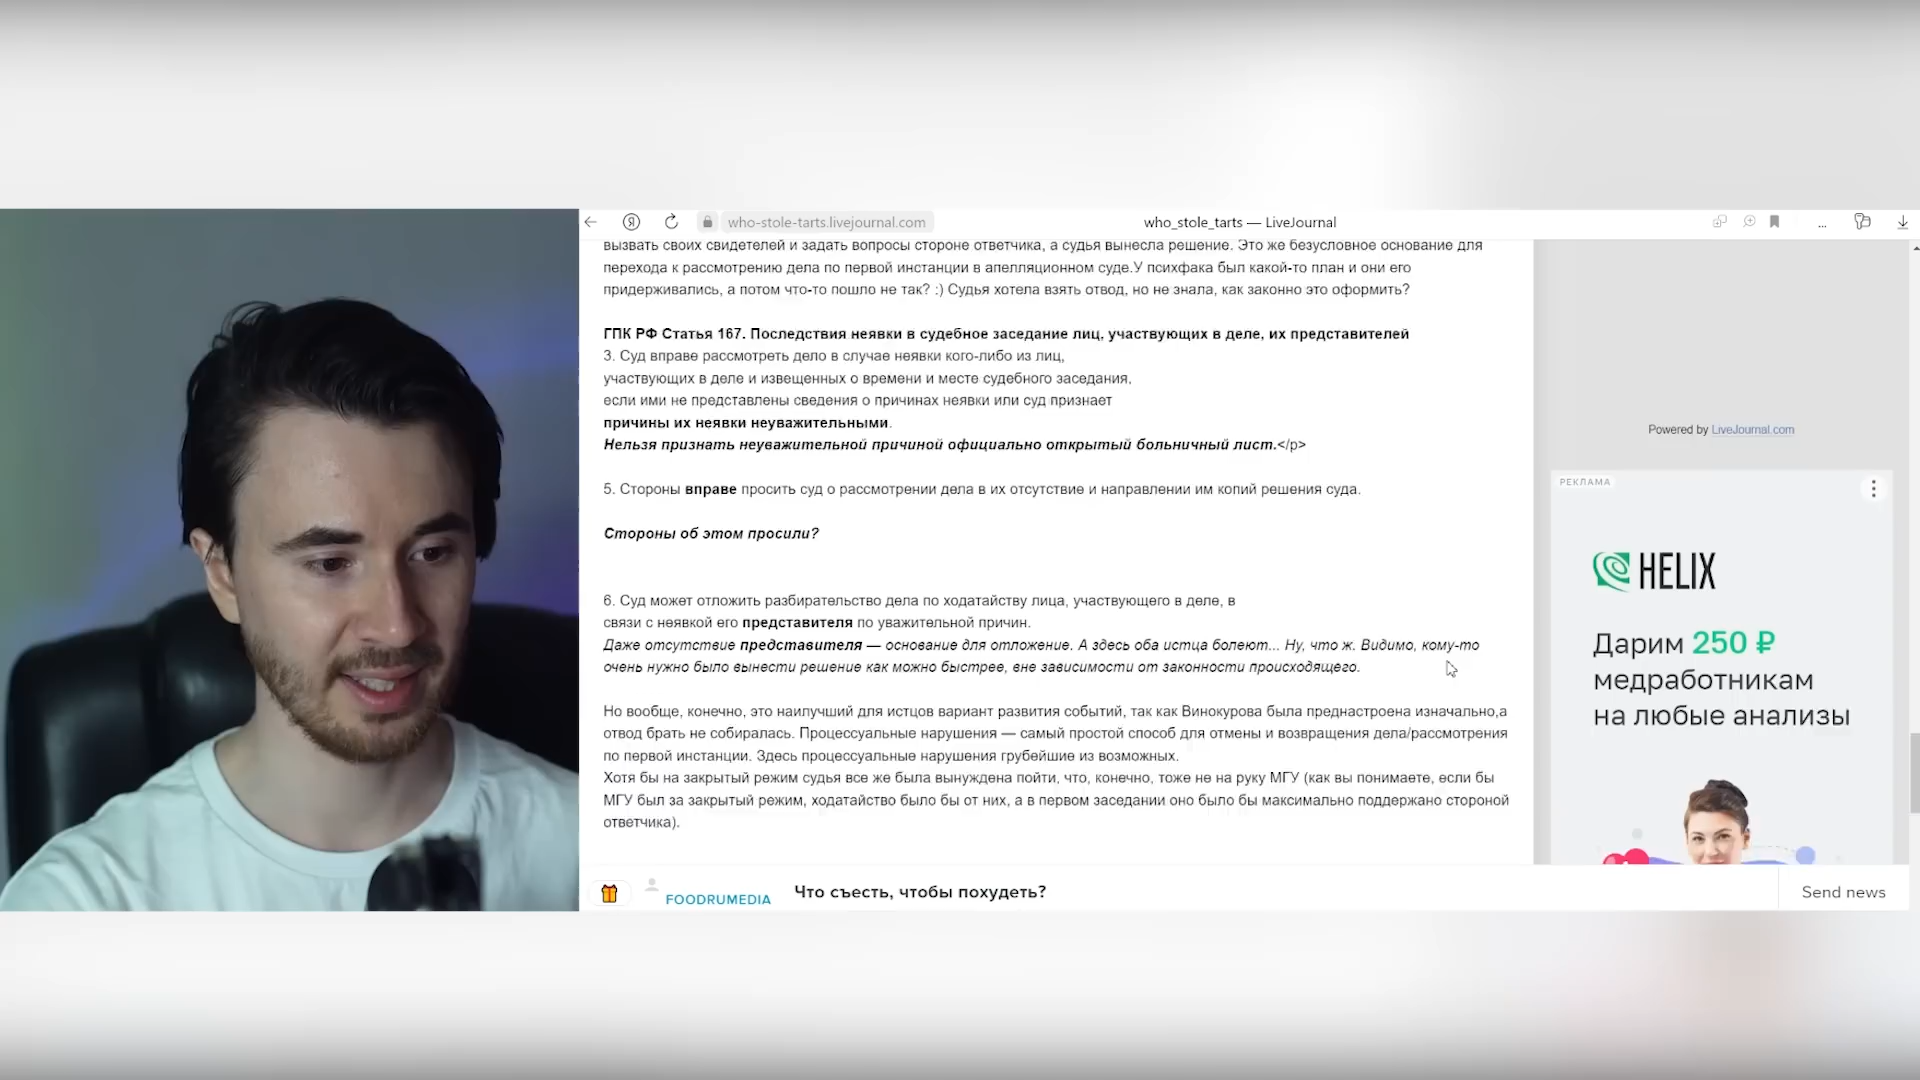 who-stole-tarts.livejournal.com
who_stole_tarts — LiveJournal
вызвать своих свидетелей и задать вопросы стороне ответчика, а судья вынесла решение. Это же безусловное основание для
перехода к рассмотрению дела по первой инстанции в апелляционном суде.У психфака был какой-то план и они его
придерживались, а потом что-то пошло не так? :) Судья хотела взять отвод, но не знала, как законно это оформить?
ГПК РФ Статья 167. Последствия неявки в судебное заседание лиц, участвующих в деле, их представителей
3. Суд вправе рассмотреть дело в случае неявки кого-либо из лиц,
участвующих в деле и извещенных о времени и месте судебного заседания,
если ими не представлены сведения о причинах неявки или суд признает
причины их неявки неуважительными.
Нельзя признать неуважительной причиной официально открытый больничный лист.</p>
5. Стороны вправе просить суд о рассмотрении дела в их отсутствие и направлении им копий решения суда.
Стороны об этом просили?
6. Суд может отложить разбирательство дела по ходатайству лица, участвующего в деле, в
связи с неявкой его представителя по уважительной причин.
Даже отсутствие представителя — основание для отложение. А здесь оба истца болеют... Ну, что ж. Видимо, кому-то
очень нужно было вынести решение как можно быстрее, вне зависимости от законности происходящего.
Но вообще, конечно, это наилучший для истцов вариант развития событий, так как Винокурова была преднастроена изначально,а
отвод брать не собиралась. Процессуальные нарушения — самый простой способ для отмены и возвращения дела/рассмотрения
по первой инстанции. Здесь процессуальные нарушения грубейшие из возможных.
Хотя бы на закрытый режим судья все же была вынуждена пойти, что, конечно, тоже не на руку МГУ (как вы понимаете, если бы
МГУ был за закрытый режим, ходатайство было бы от них, а в первом заседании оно было бы максимально поддержано стороной
ответчика).
Powered by LiveJournal.com
РЕКЛАМА
HELIX
Дарим 250 ₽
медработникам
на любые анализы
FOODRUMEDIA
Что съесть, чтобы похудеть?
Send news